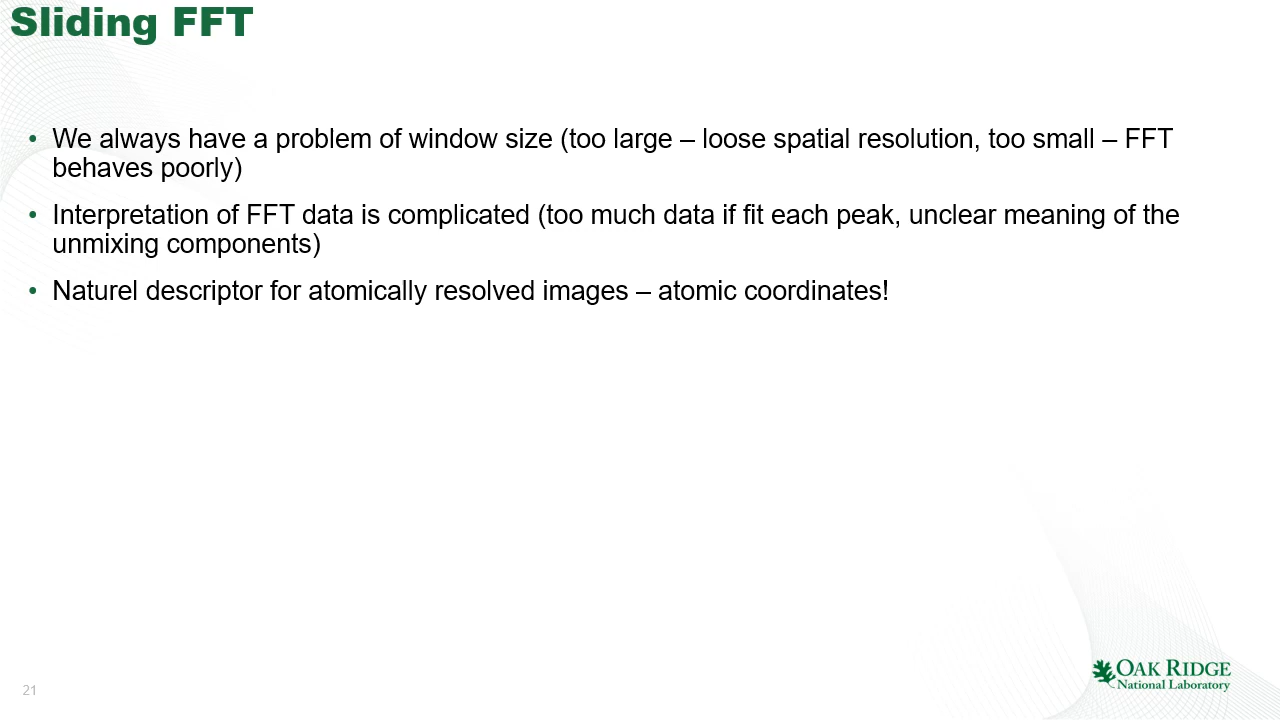 Sliding FFT
• We always have a problem of window size (too large – loose spatial resolution, too small – FFT
behaves poorly)
• Interpretation of FFT data is complicated (too much data if fit each peak, unclear meaning of the
unmixing components)
• Naturel descriptor for atomically resolved images – atomic coordinates!
OAK RIDGE
National Laboratory
21